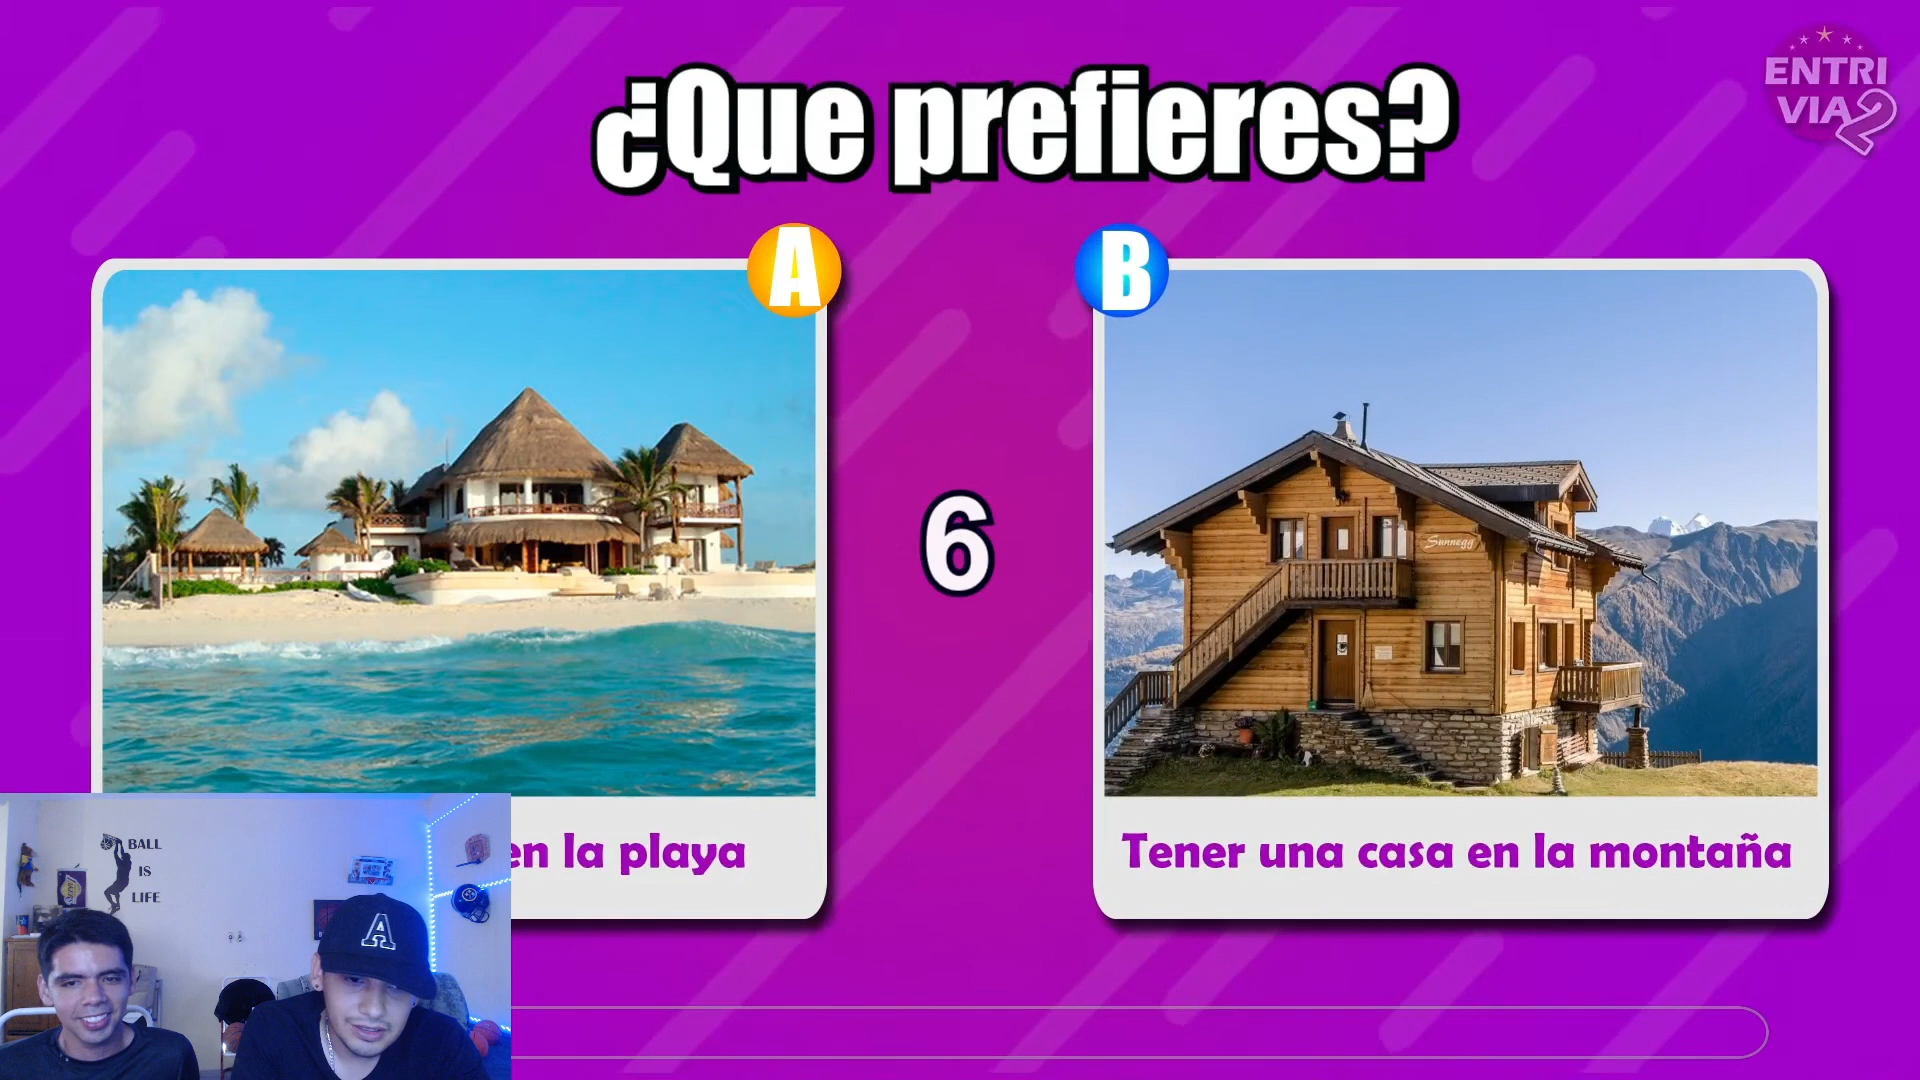 ¿Que prefieres?
ENTRI
VIA2
A
B
6
Sunnegg
en la playa
Tener una casa en la montaña
BALL
IS
LIFE
A